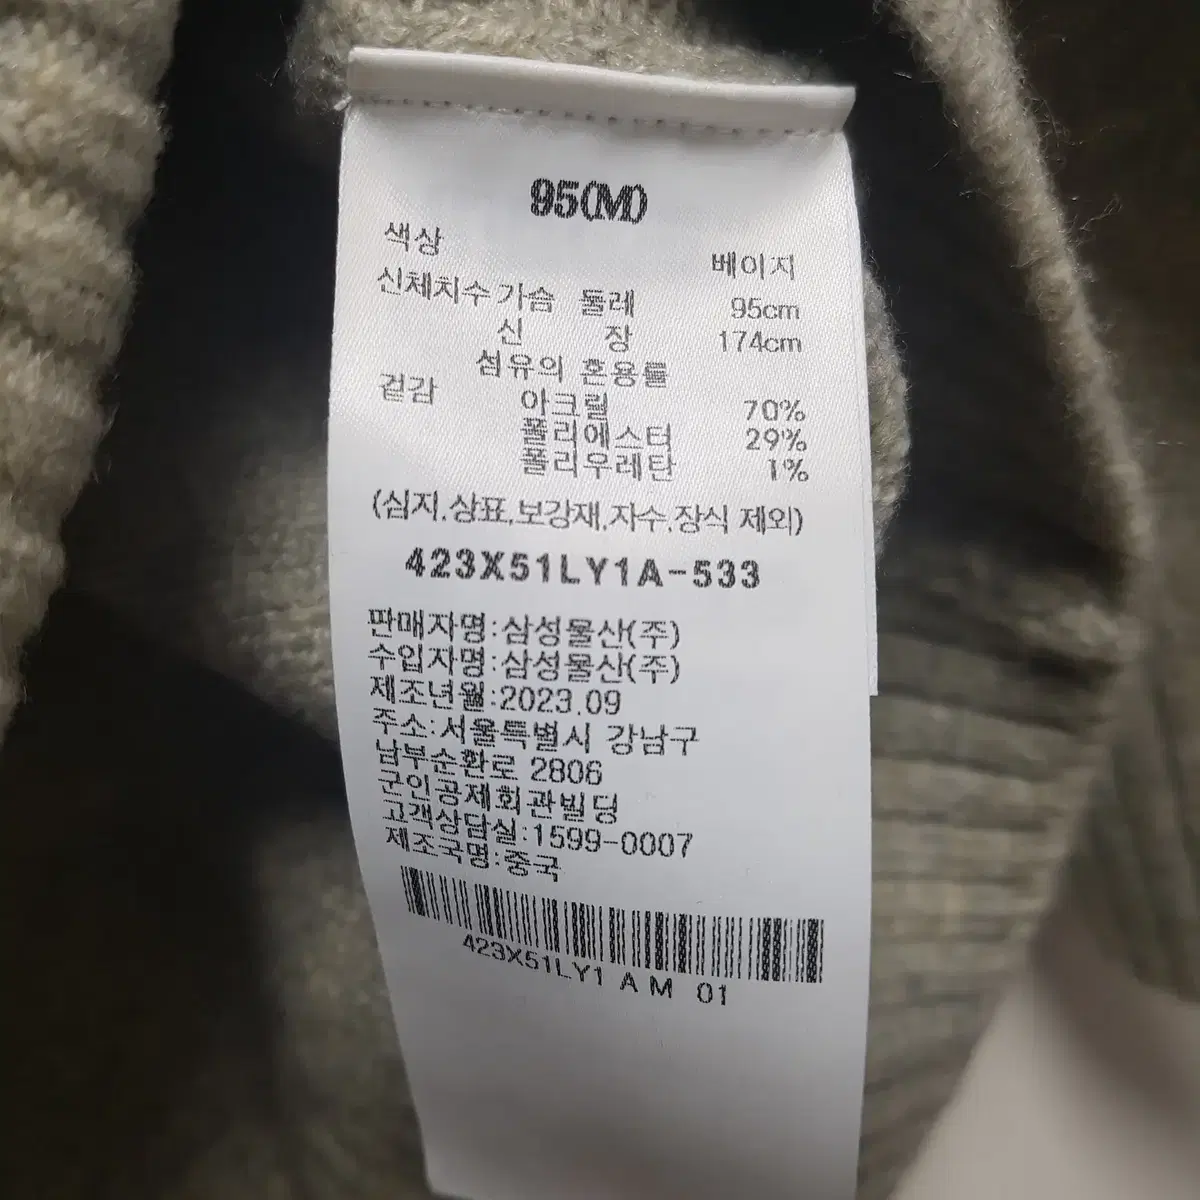 95(M)
색상 베이지
신체치수 가슴 둘레 95cm
신 장 174cm
섬유의 혼용률
겉감 아크릴 70%
폴리에스터 29%
폴리우레탄 1%
(심지,상표,보강재,자수,장식 제외)
423X51LY1A-533
판매자명:삼성물산(주)
수입자명:삼성물산(주)
제조년월:2023.09
주소:서울특별시 강남구
남부순환로 2806
군인공제회관빌딩
고객상담실:1599-0007
제조국명:중국
423X51LY1 A M 01